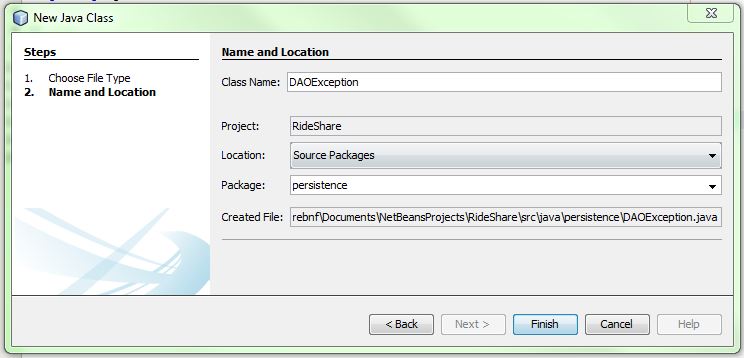 New Java Class
Steps
1. Choose File Type
2. Name and Location
Name and Location
Class Name: DAOException
Project: RideShare
Location: Source Packages
Package: persistence
Created File: rebnf\Documents\NetBeansProjects\RideShare\src\java\persistence\DAOException.java
< Back Next > Finish Cancel Help